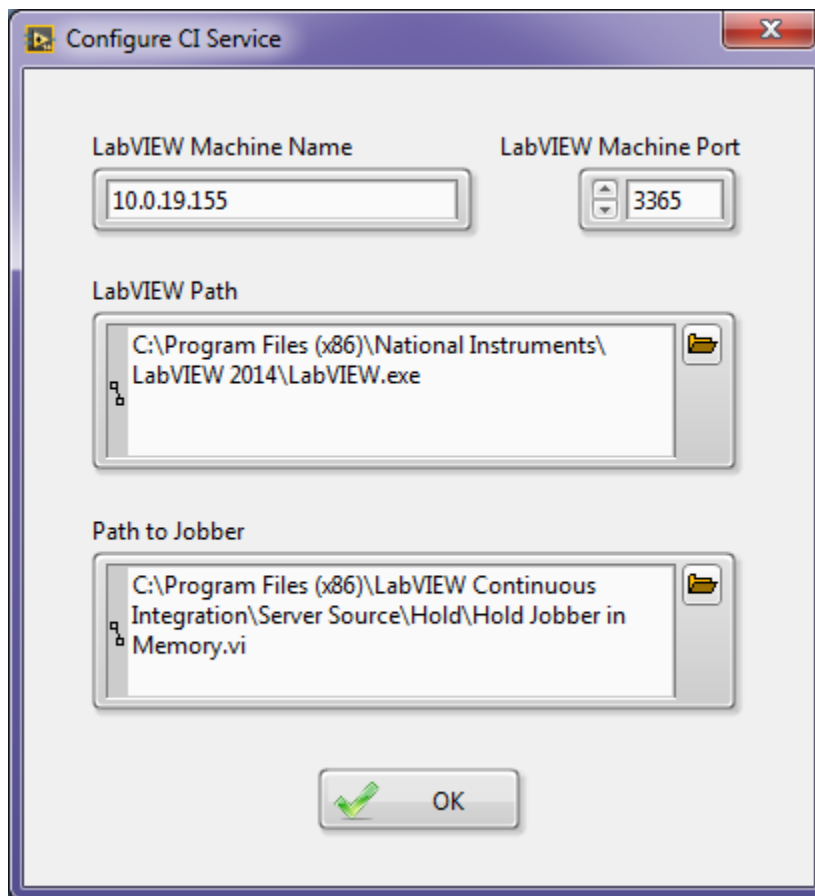 Configure CI Service
LabVIEW Machine Name
LabVIEW Machine Port
10.0.19.155
3365
LabVIEW Path
C:\Program Files (x86)\National Instruments\
LabVIEW 2014\LabVIEW.exe
Path to Jobber
C:\Program Files (x86)\LabVIEW Continuous
Integration\Server Source\Hold\Hold Jobber in
Memory.vi
OK